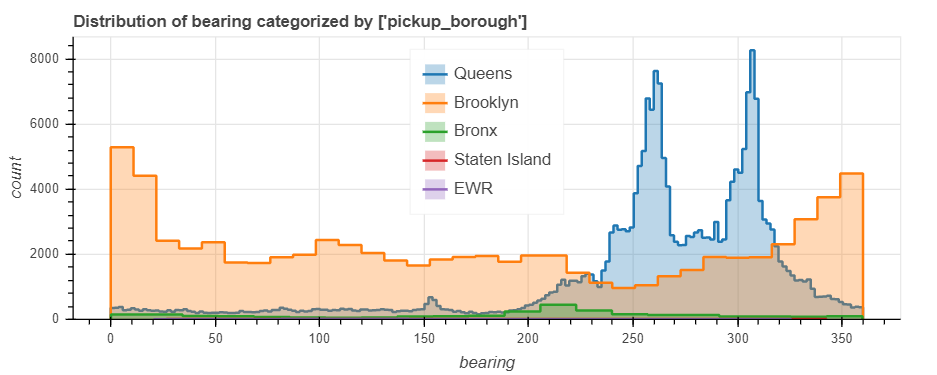 Distribution of bearing categorized by ['pickup_borough']
8000
6000
4000
2000
0
count
Queens
Brooklyn
Bronx
Staten Island
EWR
0 50 100 150 200 250 300 350
bearing